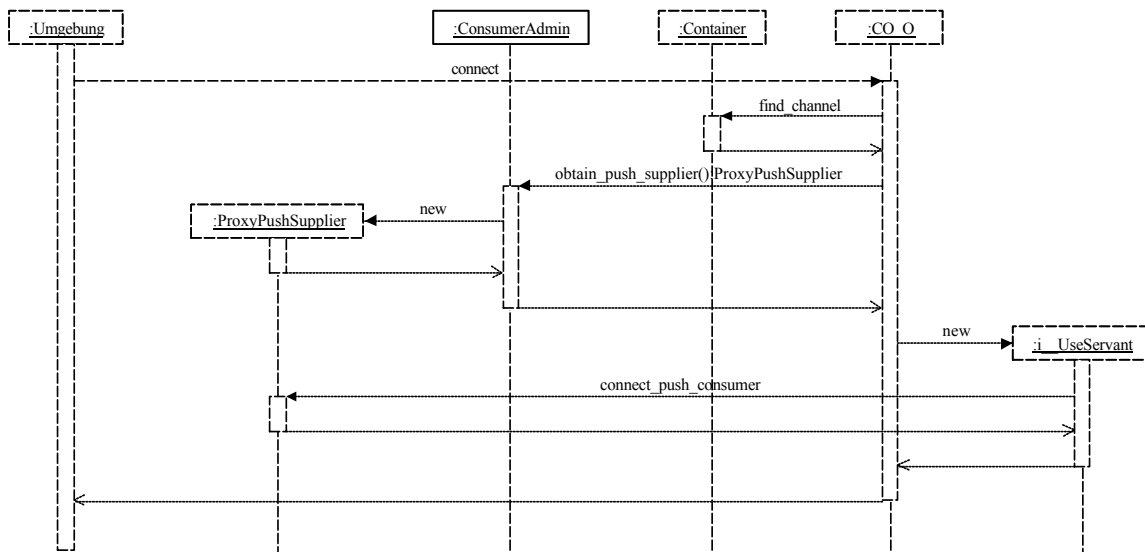 :Umgebung
:ConsumerAdmin
:Container
:CO_O
connect
find_channel
obtain_push_supplier():ProxyPushSupplier
new
:ProxyPushSupplier
new
:i__UseServant
connect_push_consumer